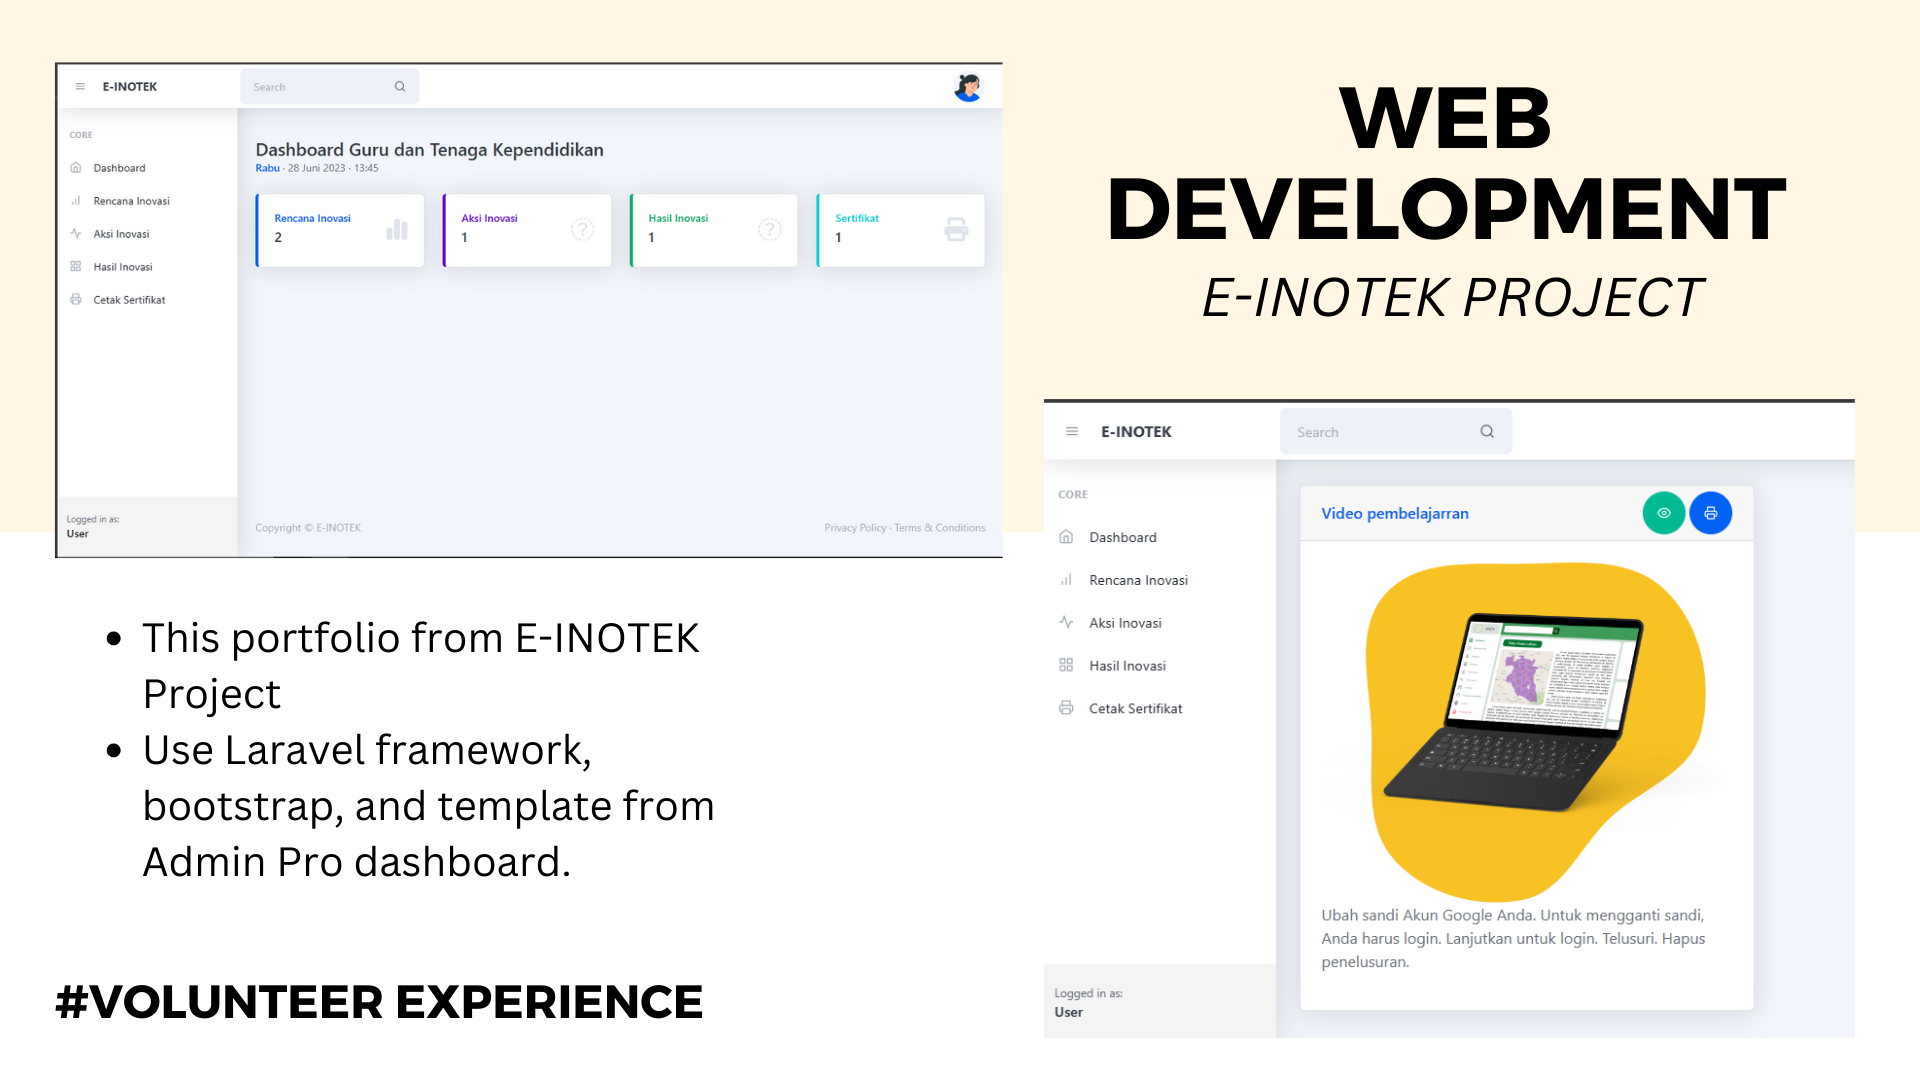 E-INOTEK
Search
CORE
Dashboard
Rencana Inovasi
Aksi Inovasi
Hasil Inovasi
Cetak Sertifikat
Logged in as:
User
Dashboard Guru dan Tenaga Kependidikan
Rabu · 28 Juni 2023 · 13:45
Rencana Inovasi
2
Aksi Inovasi
1
Hasil Inovasi
1
Sertifikat
1
Copyright © E-INOTEK
Privacy Policy · Terms & Conditions
WEB
DEVELOPMENT
E-INOTEK PROJECT
• This portfolio from E-INOTEK
Project
• Use Laravel framework,
bootstrap, and template from
Admin Pro dashboard.
#VOLUNTEER EXPERIENCE
E-INOTEK
Search
CORE
Dashboard
Rencana Inovasi
Aksi Inovasi
Hasil Inovasi
Cetak Sertifikat
Logged in as:
User
Video pembelajarran
Ubah sandi Akun Google Anda. Untuk mengganti sandi,
Anda harus login. Lanjutkan untuk login. Telusuri. Hapus
penelusuran.